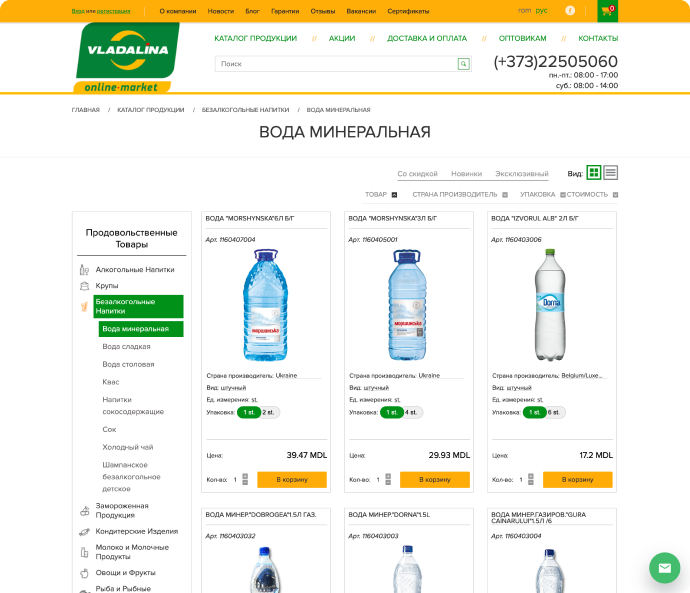 Вход или регистрация
О компании Новости Блог Гарантии Отзывы Вакансии Сертификаты
rom рус
f
0
VLADALINA
online-market
КАТАЛОГ ПРОДУКЦИИ // АКЦИИ // ДОСТАВКА И ОПЛАТА // ОПТОВИКАМ // КОНТАКТЫ
Поиск
(+373)22505060
пн.-пт.: 08:00 - 17:00
суб.: 08:00 - 14:00
ГЛАВНАЯ / КАТАЛОГ ПРОДУКЦИИ / БЕЗАЛКОГОЛЬНЫЕ НАПИТКИ / ВОДА МИНЕРАЛЬНАЯ
ВОДА МИНЕРАЛЬНАЯ
Со скидкой Новинки Эксклюзивный Вид:
ТОВАР СТРАНА ПРОИЗВОДИТЕЛЬ УПАКОВКА СТОИМОСТЬ
Продовольственные
Товары
Алкогольные Напитки
Крупы
Безалкогольные
Напитки
Вода минеральная
Вода сладкая
Вода столовая
Квас
Напитки
сокосодержащие
Сок
Холодный чай
Шампанское
безалкогольное
детское
Замороженная
Продукция
Кондитерские Изделия
Молоко и Молочные
Продукты
Овощи и Фрукты
Рыба и Рыбные
ВОДА "MORSHYNSKA"6Л Б/Г
Арт. 1160407004
моршинська
Страна производитель: Ukraine
Вид: штучный
Ед. измерения: st.
Упаковка: 1 st. 2 st.
Цена: 39.47 MDL
Кол-во: 1 В корзину
ВОДА "MORSHYNSKA"3Л Б/Г
Арт. 1160405001
моршинська
Страна производитель: Ukraine
Вид: штучный
Ед. измерения: st.
Упаковка: 1 st. 4 st.
Цена: 29.93 MDL
Кол-во: 1 В корзину
ВОДА "IZVORUL ALB" 2Л Б/Г
Арт. 1160403006
Dorna
Страна производитель: Belgium/Luxe...
Вид: штучный
Ед. измерения: st.
Упаковка: 1 st. 6 st.
Цена: 17.2 MDL
Кол-во: 1 В корзину
ВОДА МИНЕР."DOBROGEA"1.5Л ГАЗ.
Арт. 1160403032
ВОДА МИНЕР."DORNA"1.5L
Арт. 1160403003
ВОДА МИНЕР.ГАЗИРОВ."GURA
CAINARULUI"1.5Л /6
Арт. 1160403004